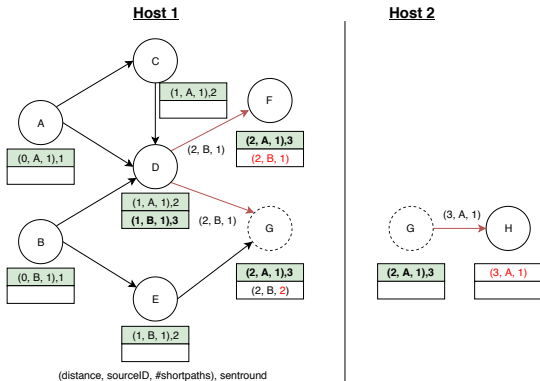 Host 1
Host 2
C
(1, A, 1),2
F
A
(0, A, 1),1
(2, B, 1)
(2, A, 1),3
(2, B, 1)
D
(1, A, 1),2
(1, B, 1),3
(2, B, 1)
B
(0, B, 1),1
G
(2, A, 1),3
(2, B, 2)
E
(1, B, 1),2
G
(3, A, 1)
H
(2, A, 1),3
(3, A, 1)
(distance, sourceID, #shortpaths), sentround